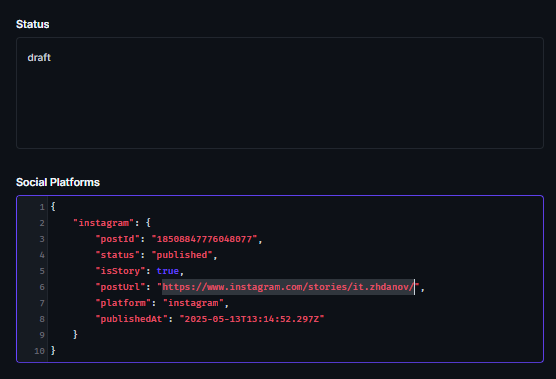 Status
draft
Social Platforms
1 {
2 "instagram": {
3 "postId": "18508847776048077",
4 "status": "published",
5 "isStory": true,
6 "postUrl": "https://www.instagram.com/stories/it.zhdanov/",
7 "platform": "instagram",
8 "publishedAt": "2025-05-13T13:14:52.297Z"
9 }
10 }